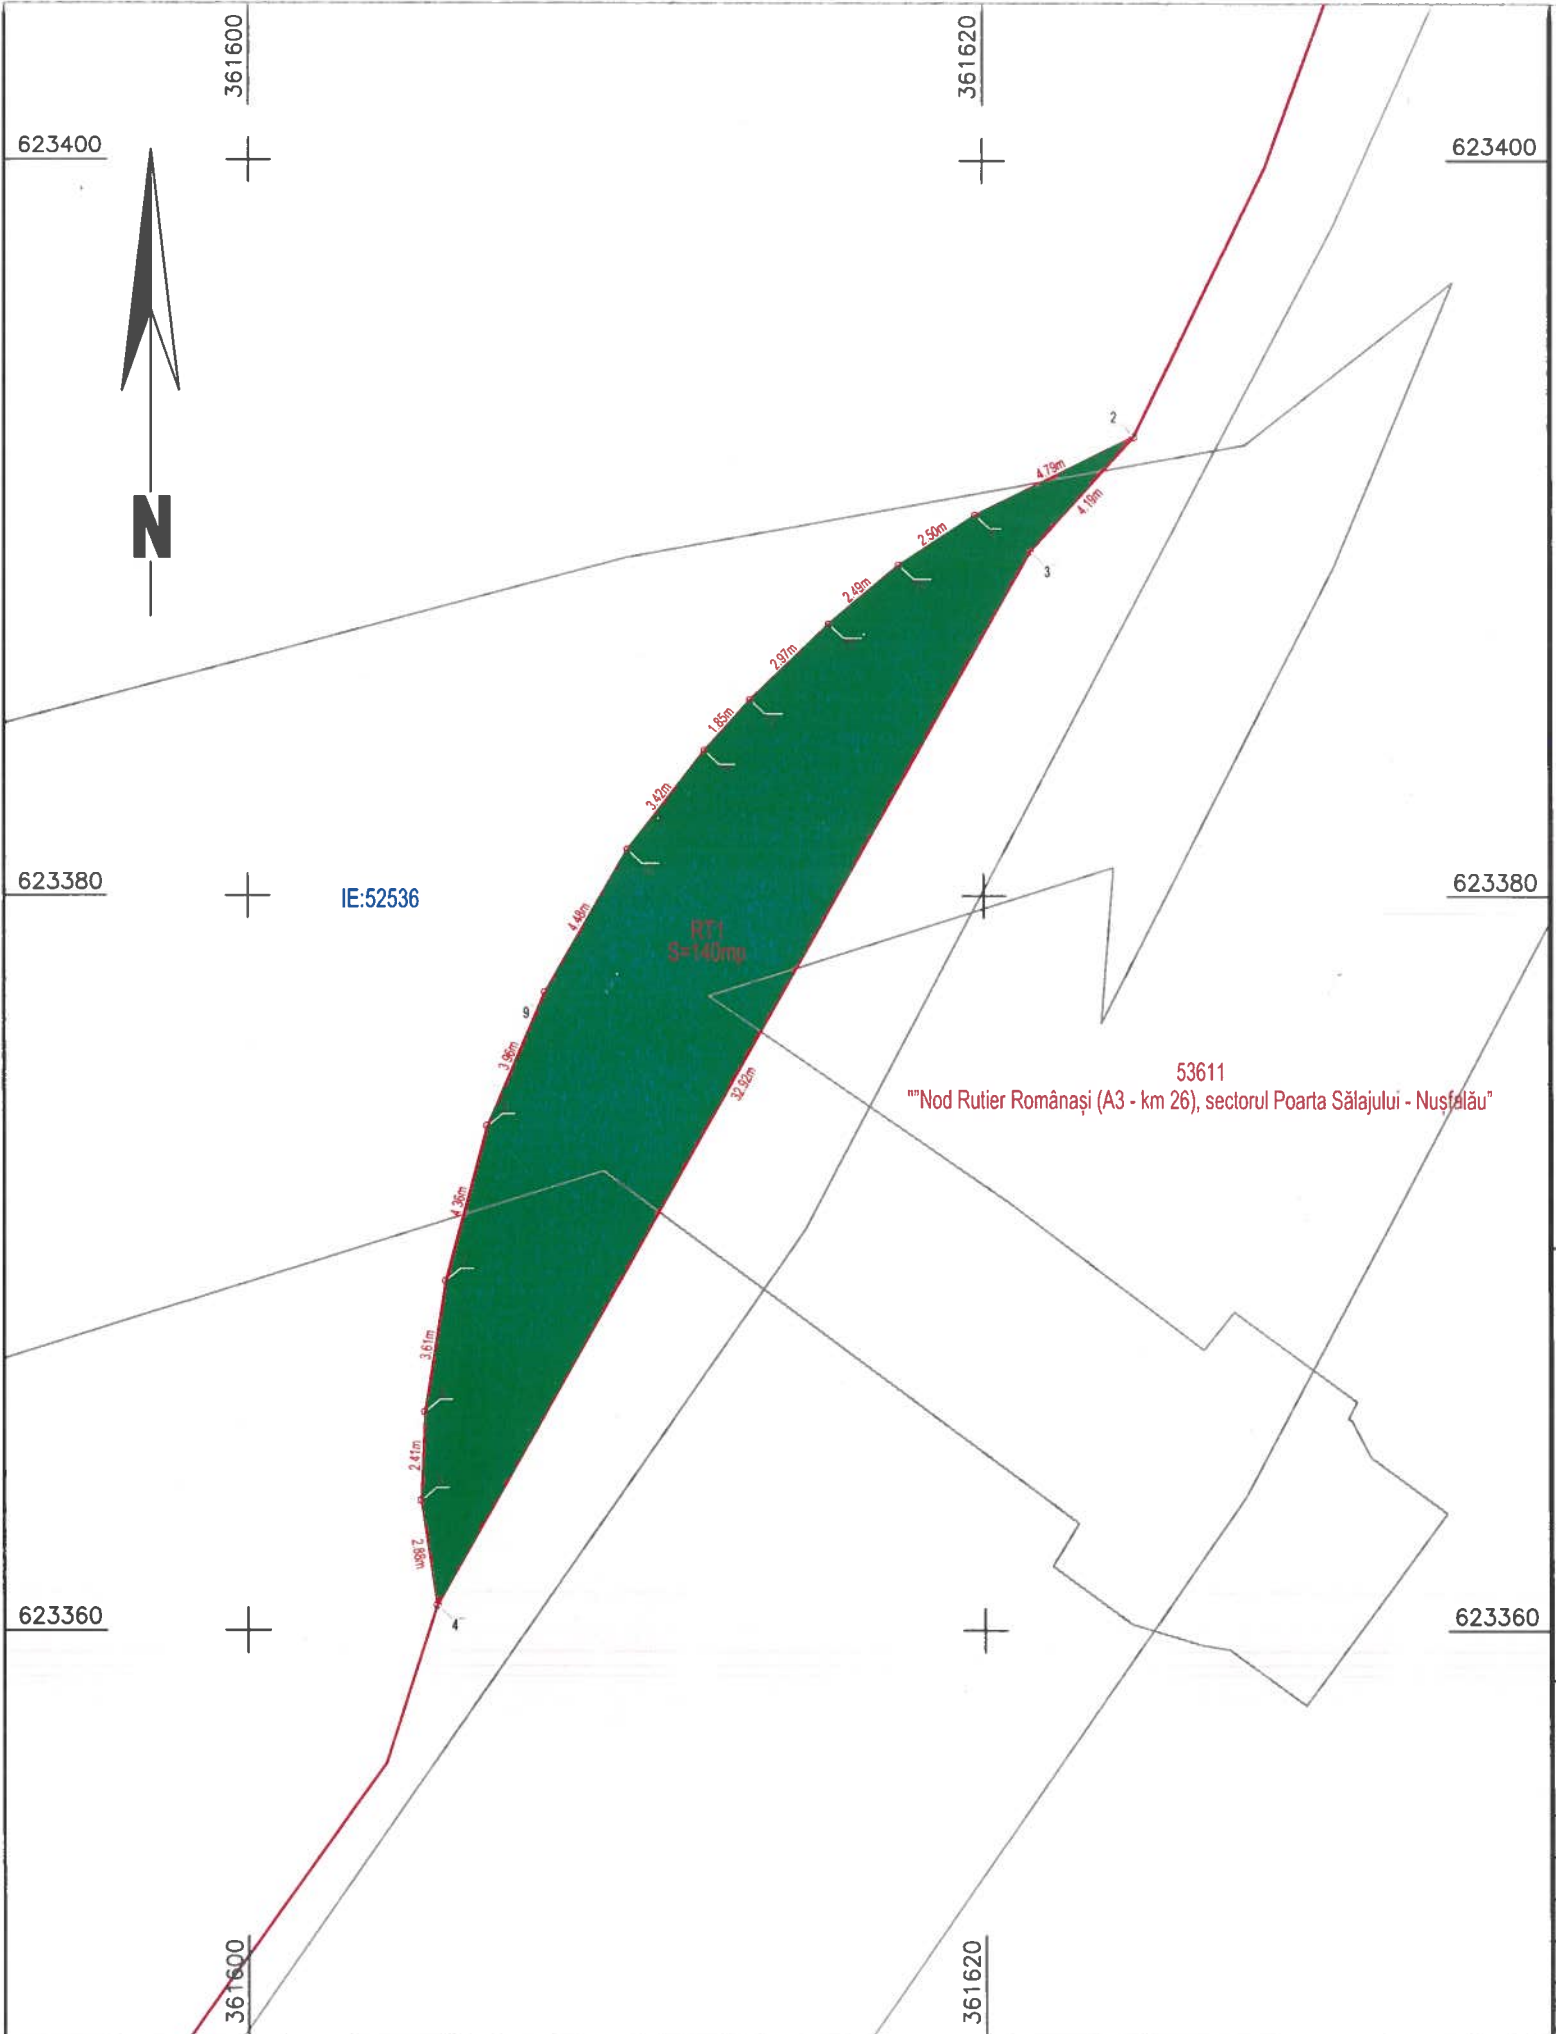 361600
361620
623400
623400
N
2
4.79m
4.19m
2.50m
3
2.49m
2.97m
1.85m
3.42m
623380
IE:52536
623380
4.48m
RT1
S=140mp
9
3.96m
32.92m
53611
""Nod Rutier Românași (A3 - km 26), sectorul Poarta Sălajului - Nușfalău"
4.36m
3.61m
2.41m
2.88m
623360
4
623360
361600
361620